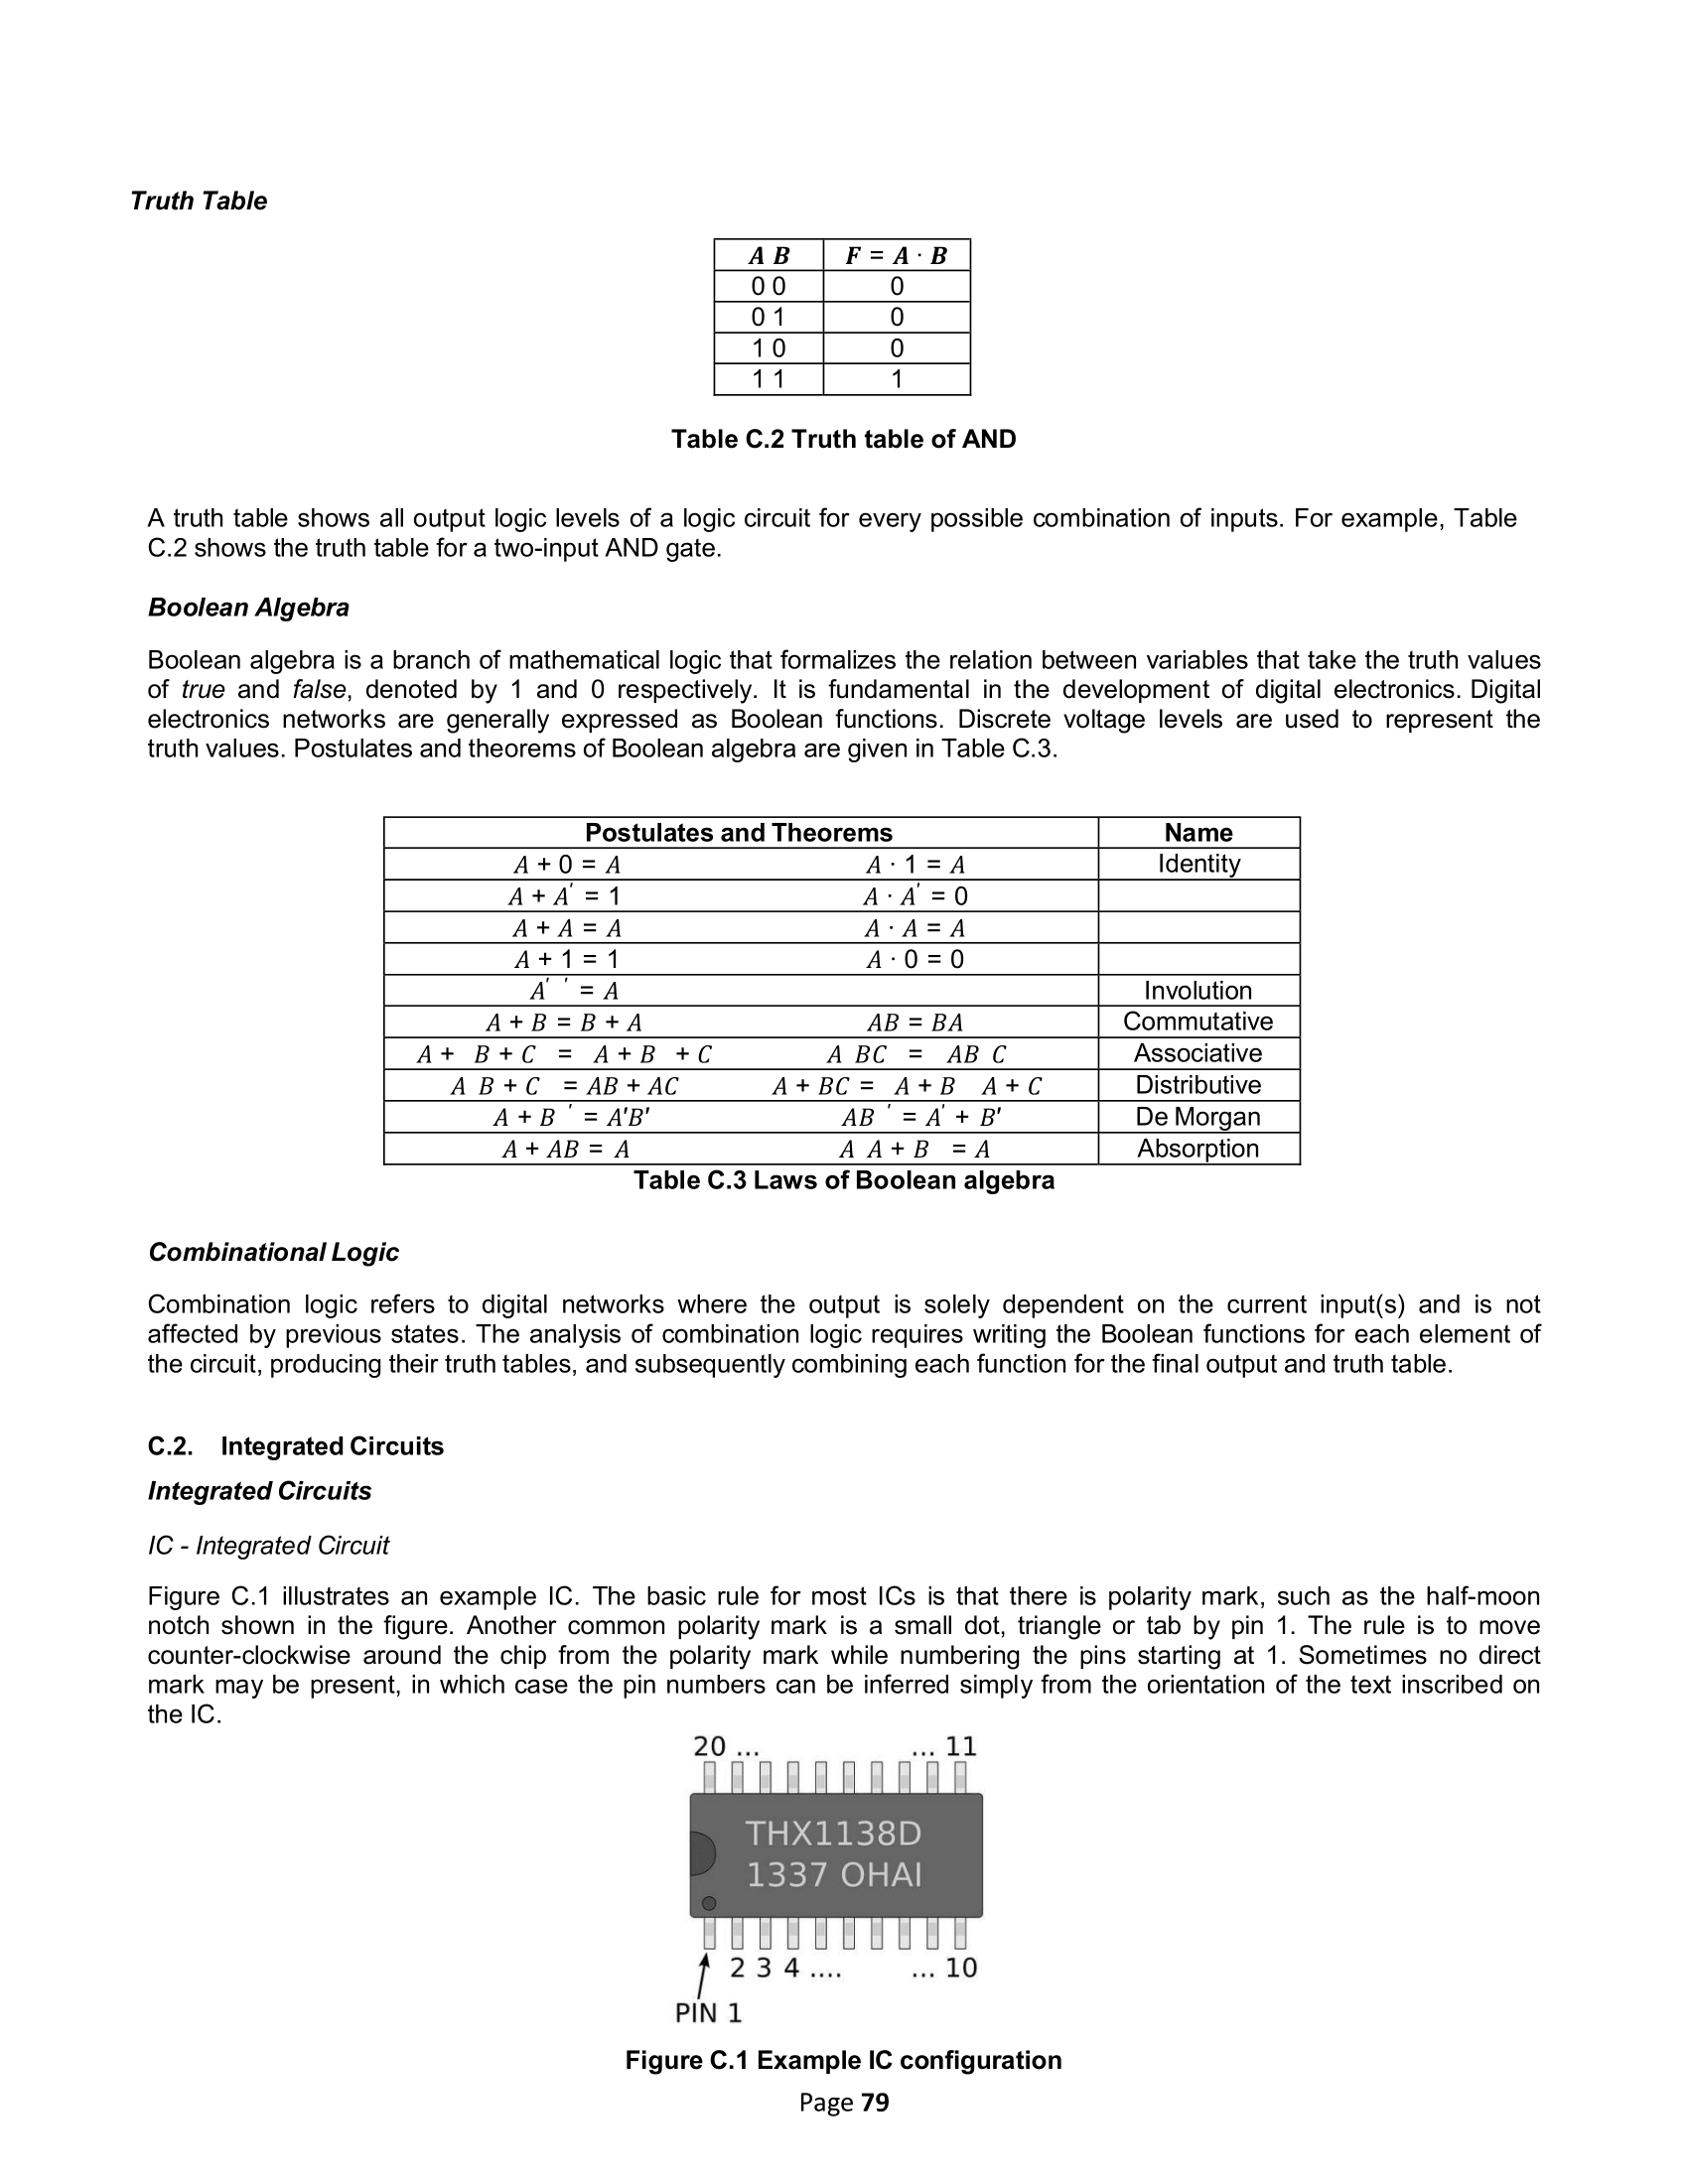 Truth Table
A B F = A · B
0 0 0
0 1 0
1 0 0
1 1 1
Table C.2 Truth table of AND
A truth table shows all output logic levels of a logic circuit for every possible combination of inputs. For example, Table
C.2 shows the truth table for a two-input AND gate.
Boolean Algebra
Boolean algebra is a branch of mathematical logic that formalizes the relation between variables that take the truth values
of true and false, denoted by 1 and 0 respectively. It is fundamental in the development of digital electronics. Digital
electronics networks are generally expressed as Boolean functions. Discrete voltage levels are used to represent the
truth values. Postulates and theorems of Boolean algebra are given in Table C.3.
Postulates and Theorems Name
A + 0 = A A · 1 = A Identity
A + A′ = 1 A · A′ = 0
A + A = A A · A = A
A + 1 = 1 A · 0 = 0
A′ ′ = A Involution
A + B = B + A AB = BA Commutative
A + B + C = A + B + C A BC = AB C Associative
A B + C = AB + AC A + BC = A + B A + C Distributive
A + B ′ = A′B′ AB ′ = A′ + B′ De Morgan
A + AB = A A A + B = A Absorption
Table C.3 Laws of Boolean algebra
Combinational Logic
Combination logic refers to digital networks where the output is solely dependent on the current input(s) and is not
affected by previous states. The analysis of combination logic requires writing the Boolean functions for each element of
the circuit, producing their truth tables, and subsequently combining each function for the final output and truth table.
C.2. Integrated Circuits
Integrated Circuits
IC - Integrated Circuit
Figure C.1 illustrates an example IC. The basic rule for most ICs is that there is polarity mark, such as the half-moon
notch shown in the figure. Another common polarity mark is a small dot, triangle or tab by pin 1. The rule is to move
counter-clockwise around the chip from the polarity mark while numbering the pins starting at 1. Sometimes no direct
mark may be present, in which case the pin numbers can be inferred simply from the orientation of the text inscribed on
the IC.
20 ... ... 11
THX1138D
1337 OHAI
2 3 4 .... ... 10
PIN 1
Figure C.1 Example IC configuration
Page 79